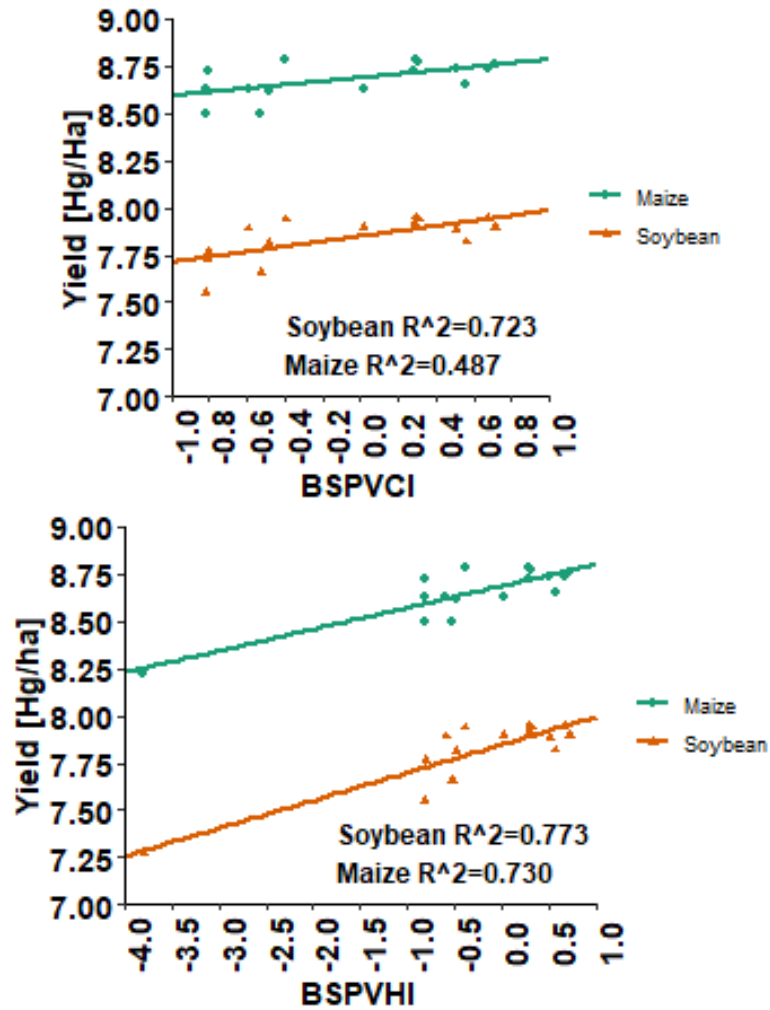 9.00
8.75
8.50
8.25
8.00
7.75
7.50
7.25
7.00
Yield [Hg/Ha]
Maize
Soybean
Soybean R^2=0.723
Maize R^2=0.487
-1.0 -0.8 -0.6 -0.4 -0.2 0.0 0.2 0.4 0.6 0.8 1.0
BSPVCI
9.00
8.75
8.50
8.25
8.00
7.75
7.50
7.25
7.00
Yield [Hg/ha]
Maize
Soybean
Soybean R^2=0.773
Maize R^2=0.730
-4.0 -3.5 -3.0 -2.5 -2.0 -1.5 -1.0 -0.5 0.0 0.5 1.0
BSPVHI